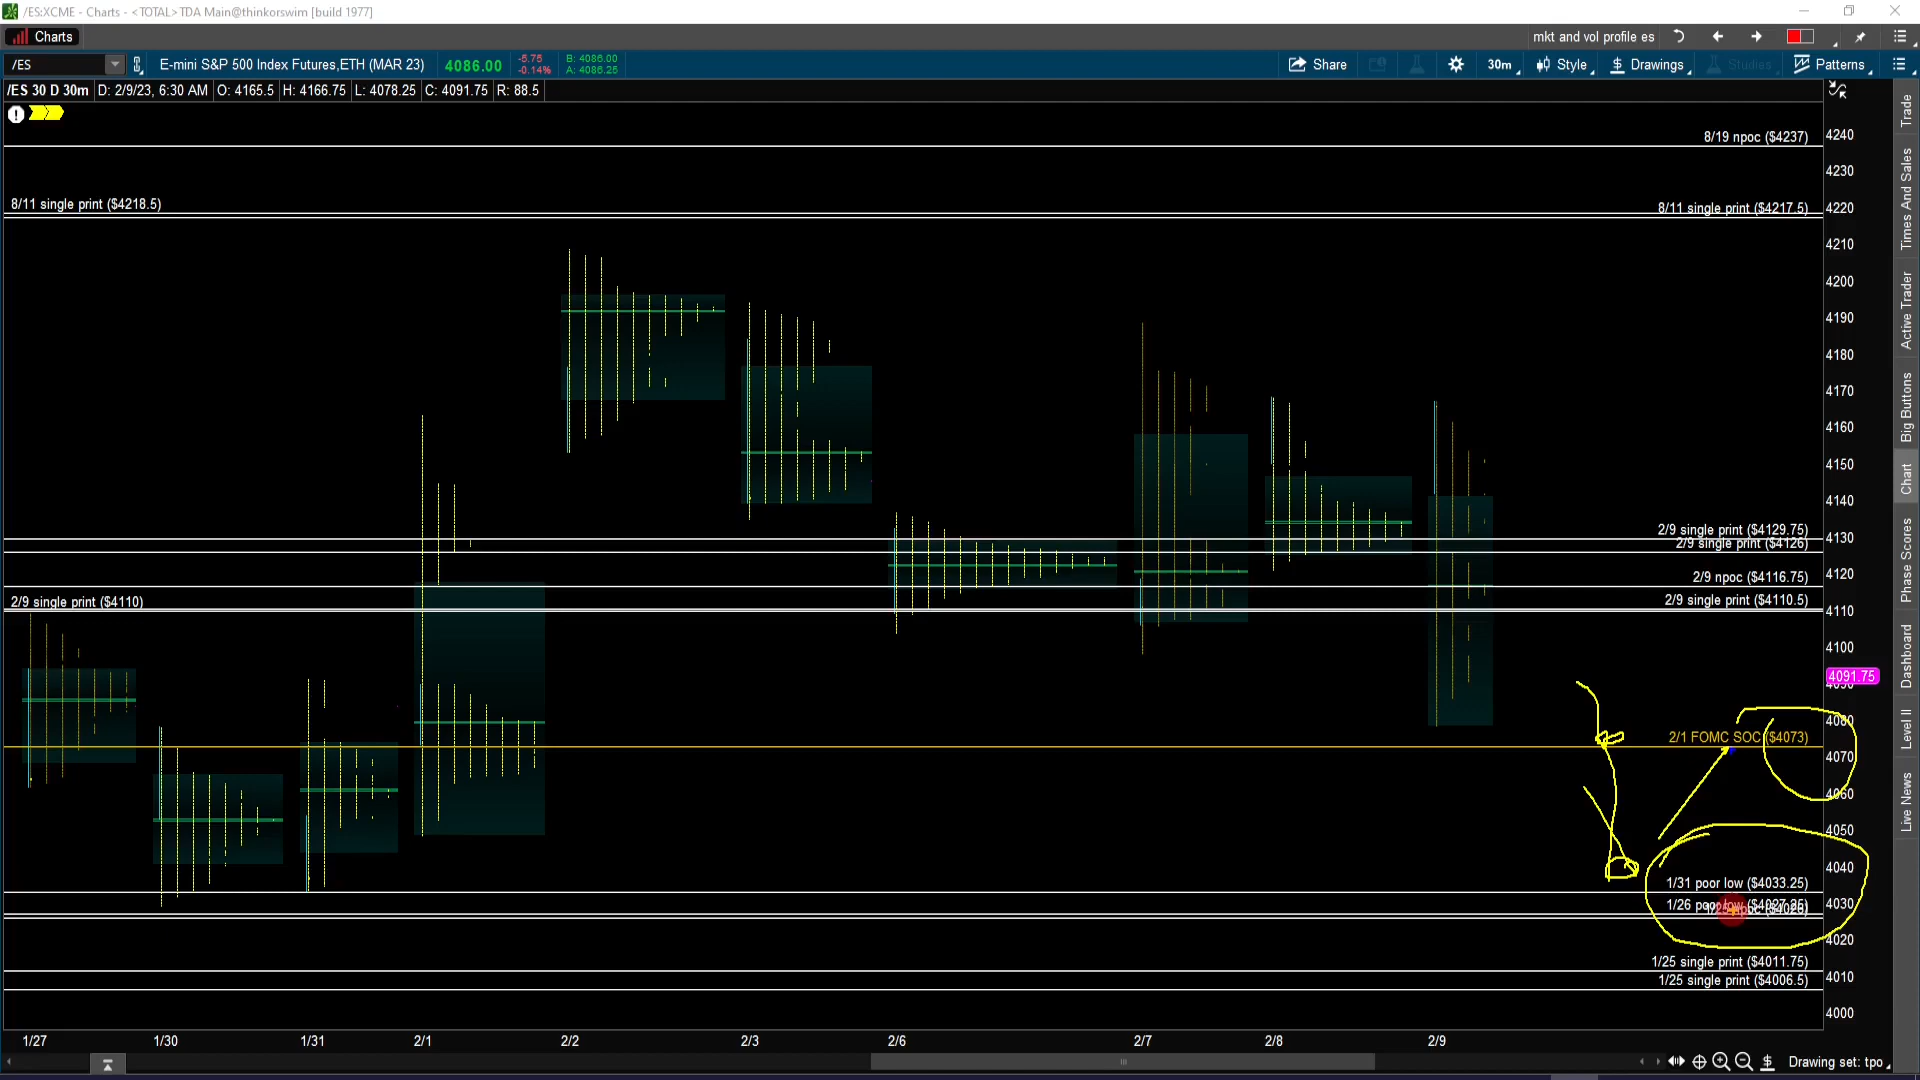 /ES:XCME - Charts - <TOTAL> TDA Main@thinkorswim [build 1977]
Charts
mkt and vol profile es
/ES
E-mini S&P 500 Index Futures,ETH (MAR 23)
4086.00
-5.75
-0.14%
B: 4086.00
A: 4086.25
Share
30m
Style
Drawings
Studies
Patterns
/ES 30 D 30m
D: 2/9/23, 6:30 AM
O: 4165.5
H: 4166.75
L: 4078.25
C: 4091.75
R: 88.5
8/19 npoc ($4237)
8/11 single print ($4218.5)
8/11 single print ($4217.5)
2/9 single print ($4129.75)
2/9 single print ($4126)
2/9 npoc ($4116.75)
2/9 single print ($4110)
2/9 single print ($4110.5)
2/1 FOMC SOC ($4073)
1/31 poor low ($4033.25)
1/26 poor low ($4027.25)
1/25 single print ($4011.75)
1/25 single print ($4006.5)
4240
4230
4220
4210
4200
4190
4180
4170
4160
4150
4140
4130
4120
4110
4100
4091.75
4080
4070
4060
4050
4040
4030
4020
4010
4000
Trade
Times And Sales
Active Trader
Big Buttons
Chart
Phase Scores
Dashboard
Level II
Live News
1/27
1/30
1/31
2/1
2/2
2/3
2/6
2/7
2/8
2/9
Drawing set: tpo